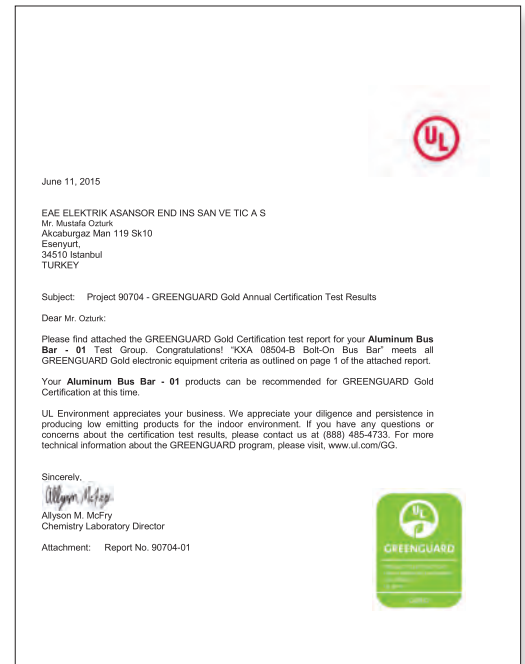 UL
June 11, 2015
EAE ELEKTRIK ASANSOR END INS SAN VE TIC A S
Mr. Mustafa Ozturk
Akcaburgaz Man 119 Sk10
Esenyurt,
34510 Istanbul
TURKEY
Subject: Project 90704 - GREENGUARD Gold Annual Certification Test Results
Dear Mr. Ozturk:
Please find attached the GREENGUARD Gold Certification test report for your Aluminum Bus
Bar - 01 Test Group. Congratulations! “KXA 08504-B Bolt-On Bus Bar” meets all
GREENGUARD Gold electronic equipment criteria as outlined on page 1 of the attached report.
Your Aluminum Bus Bar - 01 products can be recommended for GREENGUARD Gold
Certification at this time.
UL Environment appreciates your business. We appreciate your diligence and persistence in
producing low emitting products for the indoor environment. If you have any questions or
concerns about the certification test results, please contact us at (888) 485-4733. For more
technical information about the GREENGUARD program, please visit, www.ul.com/GG.
Sincerely,
Allyson McFry
Allyson M. McFry
Chemistry Laboratory Director
Attachment: Report No. 90704-01
UL
GREENGUARD